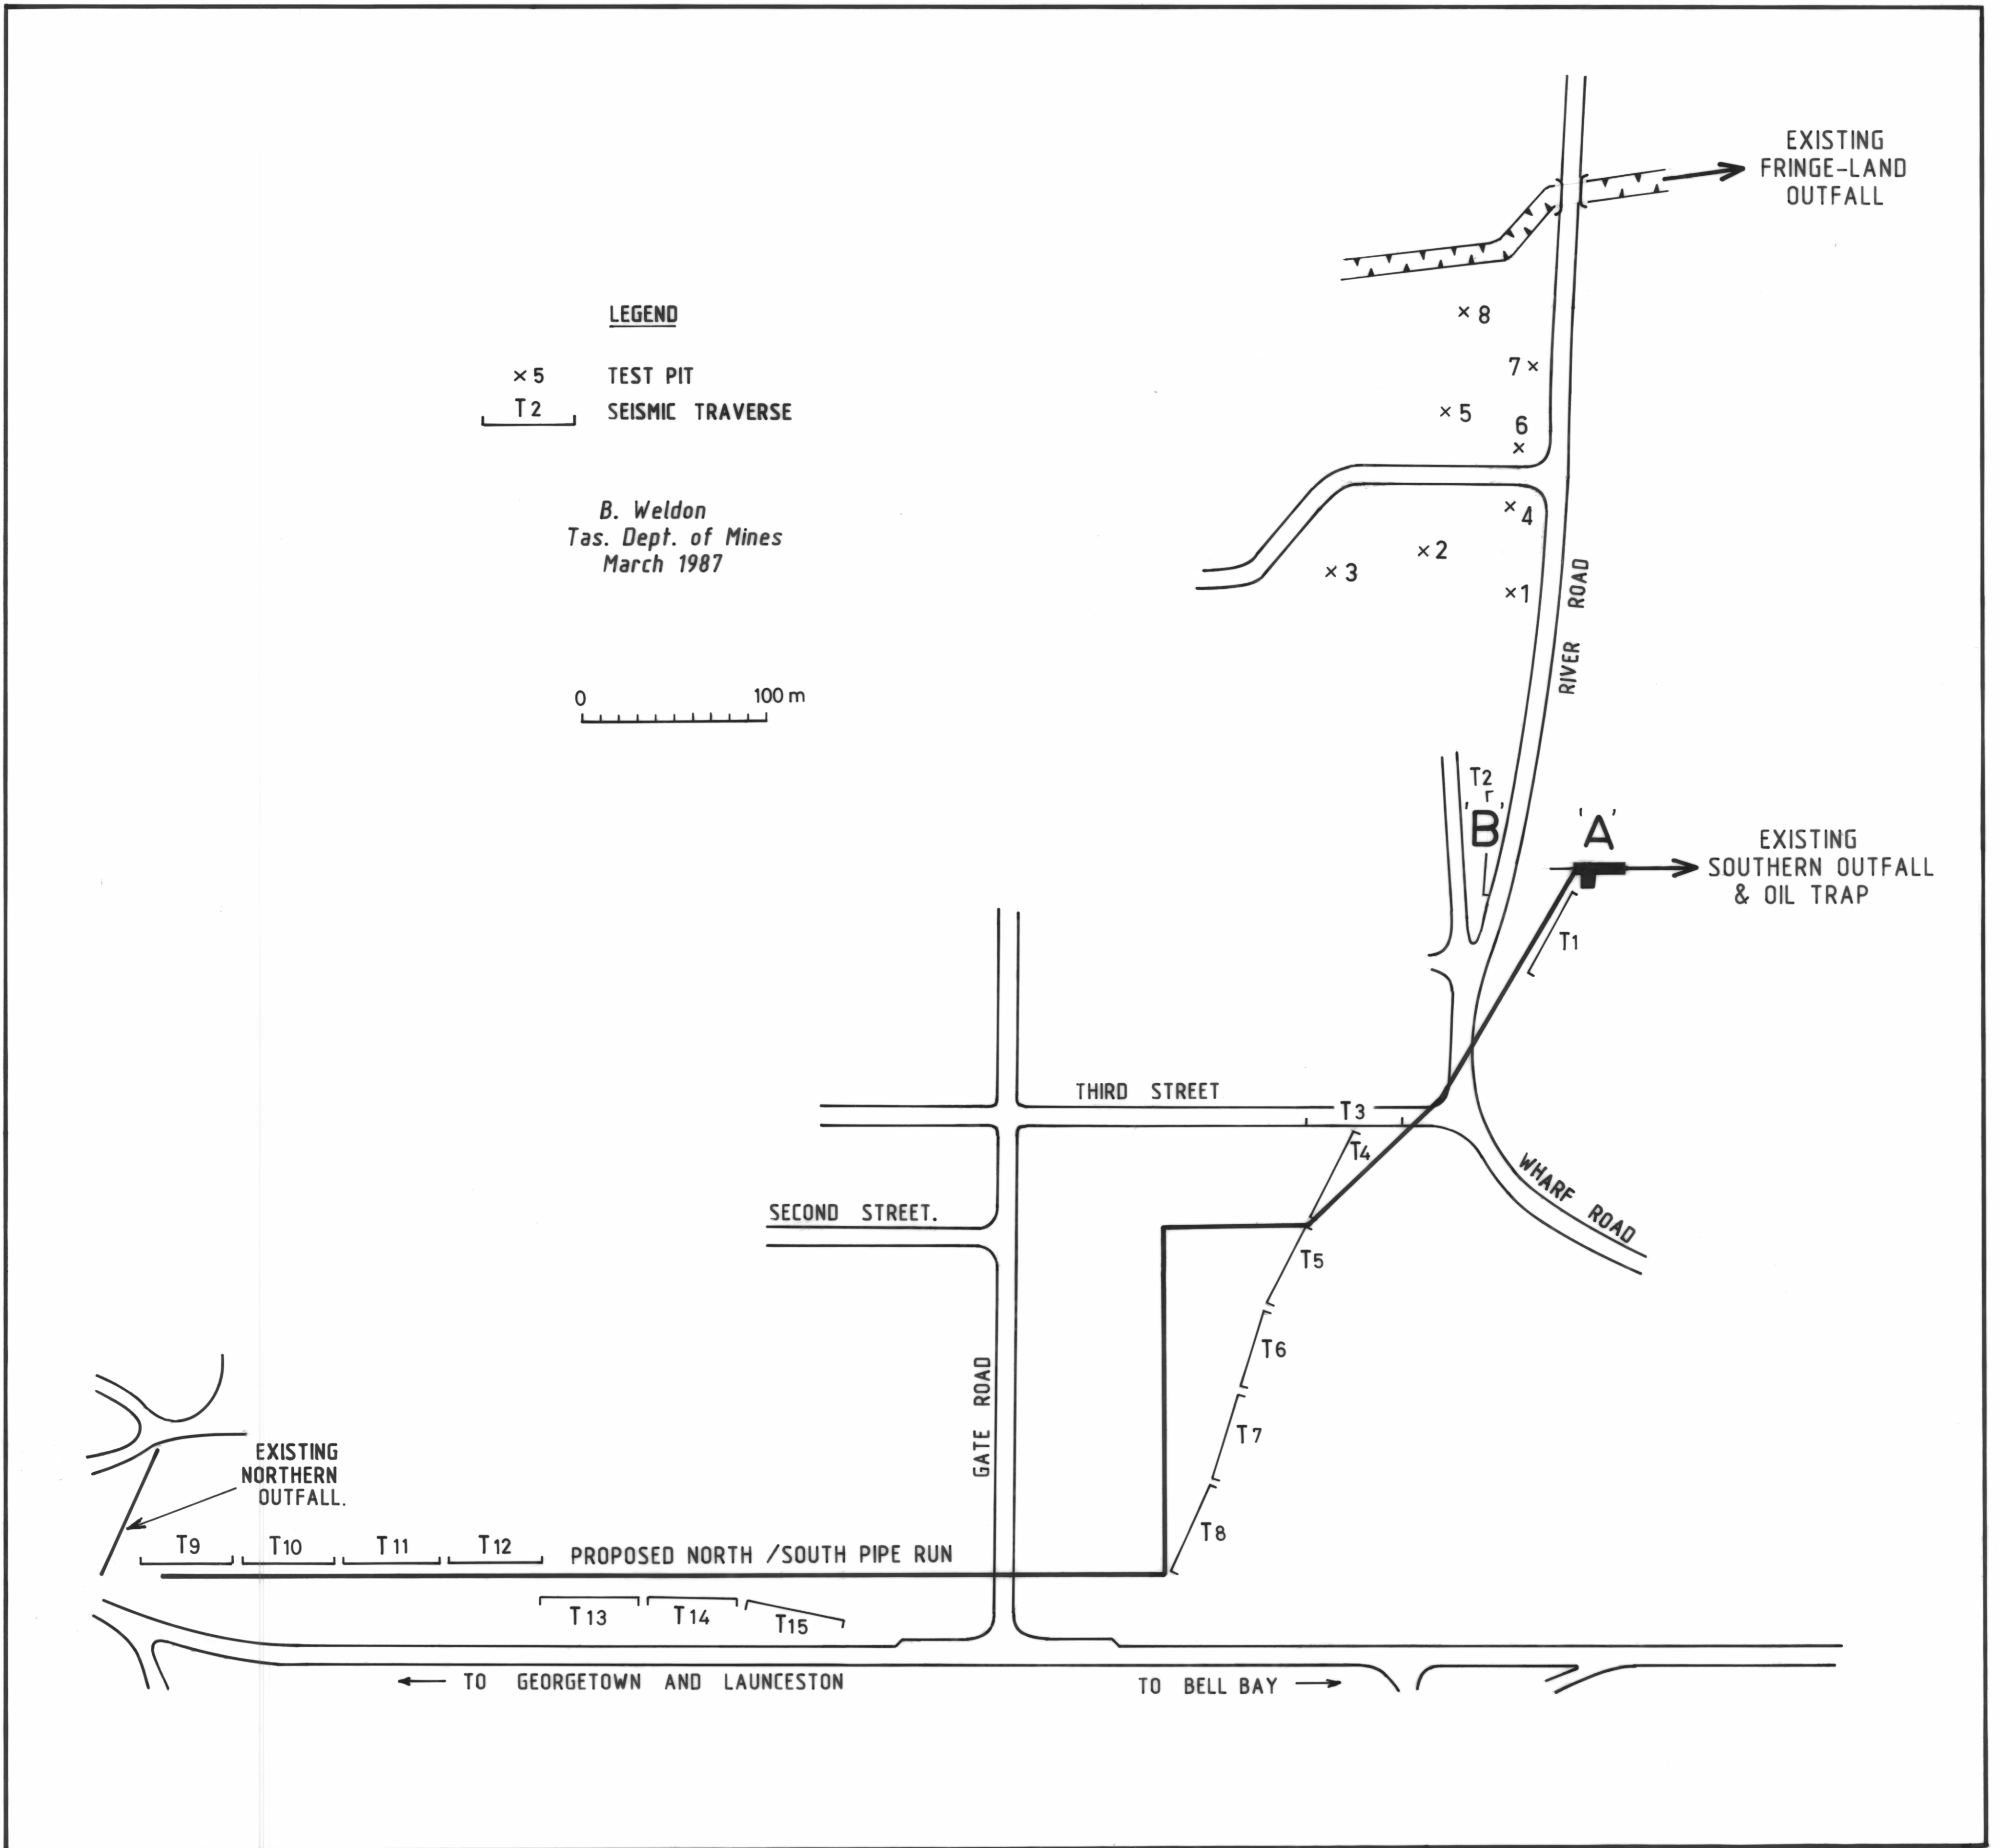 EXISTING
FRINGE-LAND
OUTFALL
LEGEND
× 5 TEST PIT
T2 SEISMIC TRAVERSE
B. Weldon
Tas. Dept. of Mines
March 1987
0 100 m
× 8
7 ×
× 5
6
×
× 4
× 2
× 3
× 1
RIVER ROAD
T2
'B'
'A'
EXISTING
SOUTHERN OUTFALL
& OIL TRAP
T1
THIRD STREET
T3
T4
WHARF ROAD
SECOND STREET.
T5
T6
T7
T8
GATE ROAD
EXISTING
NORTHERN
OUTFALL.
T9 T10 T11 T12
PROPOSED NORTH /SOUTH PIPE RUN
T13 T14 T15
← TO GEORGETOWN AND LAUNCESTON
TO BELL BAY →